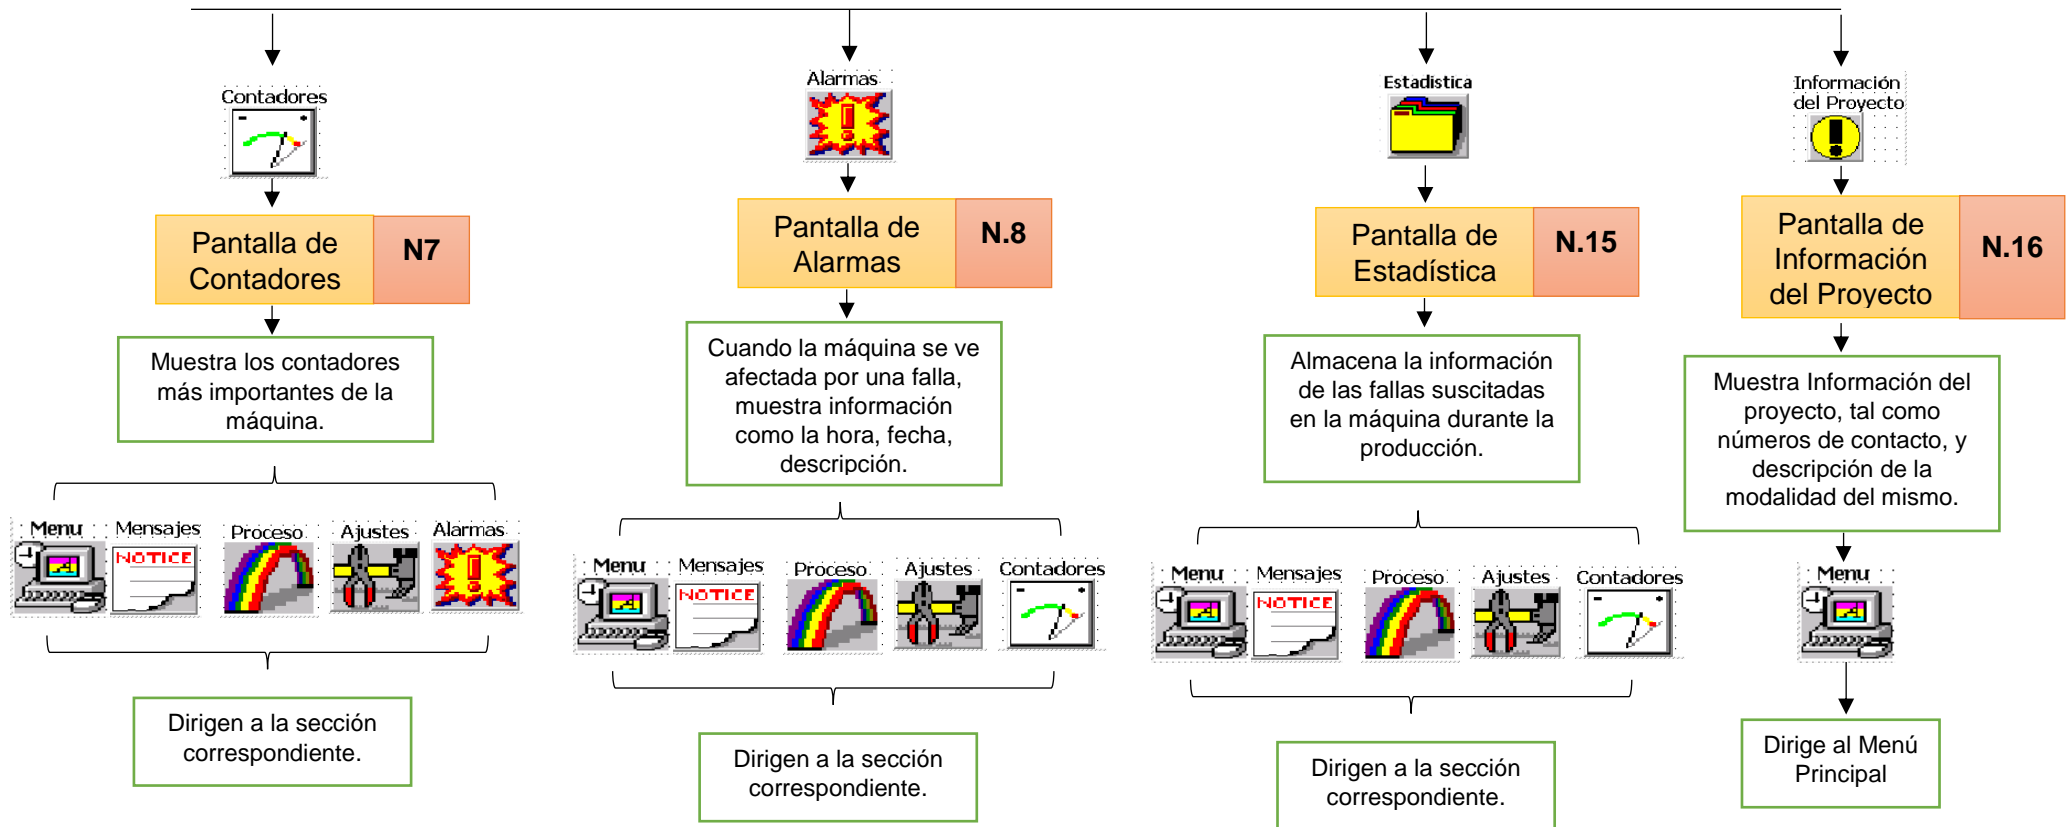 Contadores
Pantalla de
Contadores
N7
Muestra los contadores
más importantes de la
máquina.
Menu
Mensajes
NOTICE
Proceso
Ajustes
Alarmas
Dirigen a la sección
correspondiente.
Alarmas
Pantalla de
Alarmas
N.8
Cuando la máquina se ve
afectada por una falla,
muestra información
como la hora, fecha,
descripción.
Menu
Mensajes
NOTICE
Proceso
Ajustes
Contadores
Dirigen a la sección
correspondiente.
Estadistica
Pantalla de
Estadística
N.15
Almacena la información
de las fallas suscitadas
en la máquina durante la
producción.
Menu
Mensajes
NOTICE
Proceso
Ajustes
Contadores
Dirigen a la sección
correspondiente.
Información
del Proyecto
Pantalla de
Información
del Proyecto
N.16
Muestra Información del
proyecto, tal como
números de contacto, y
descripción de la
modalidad del mismo.
Menu
Dirige al Menú
Principal